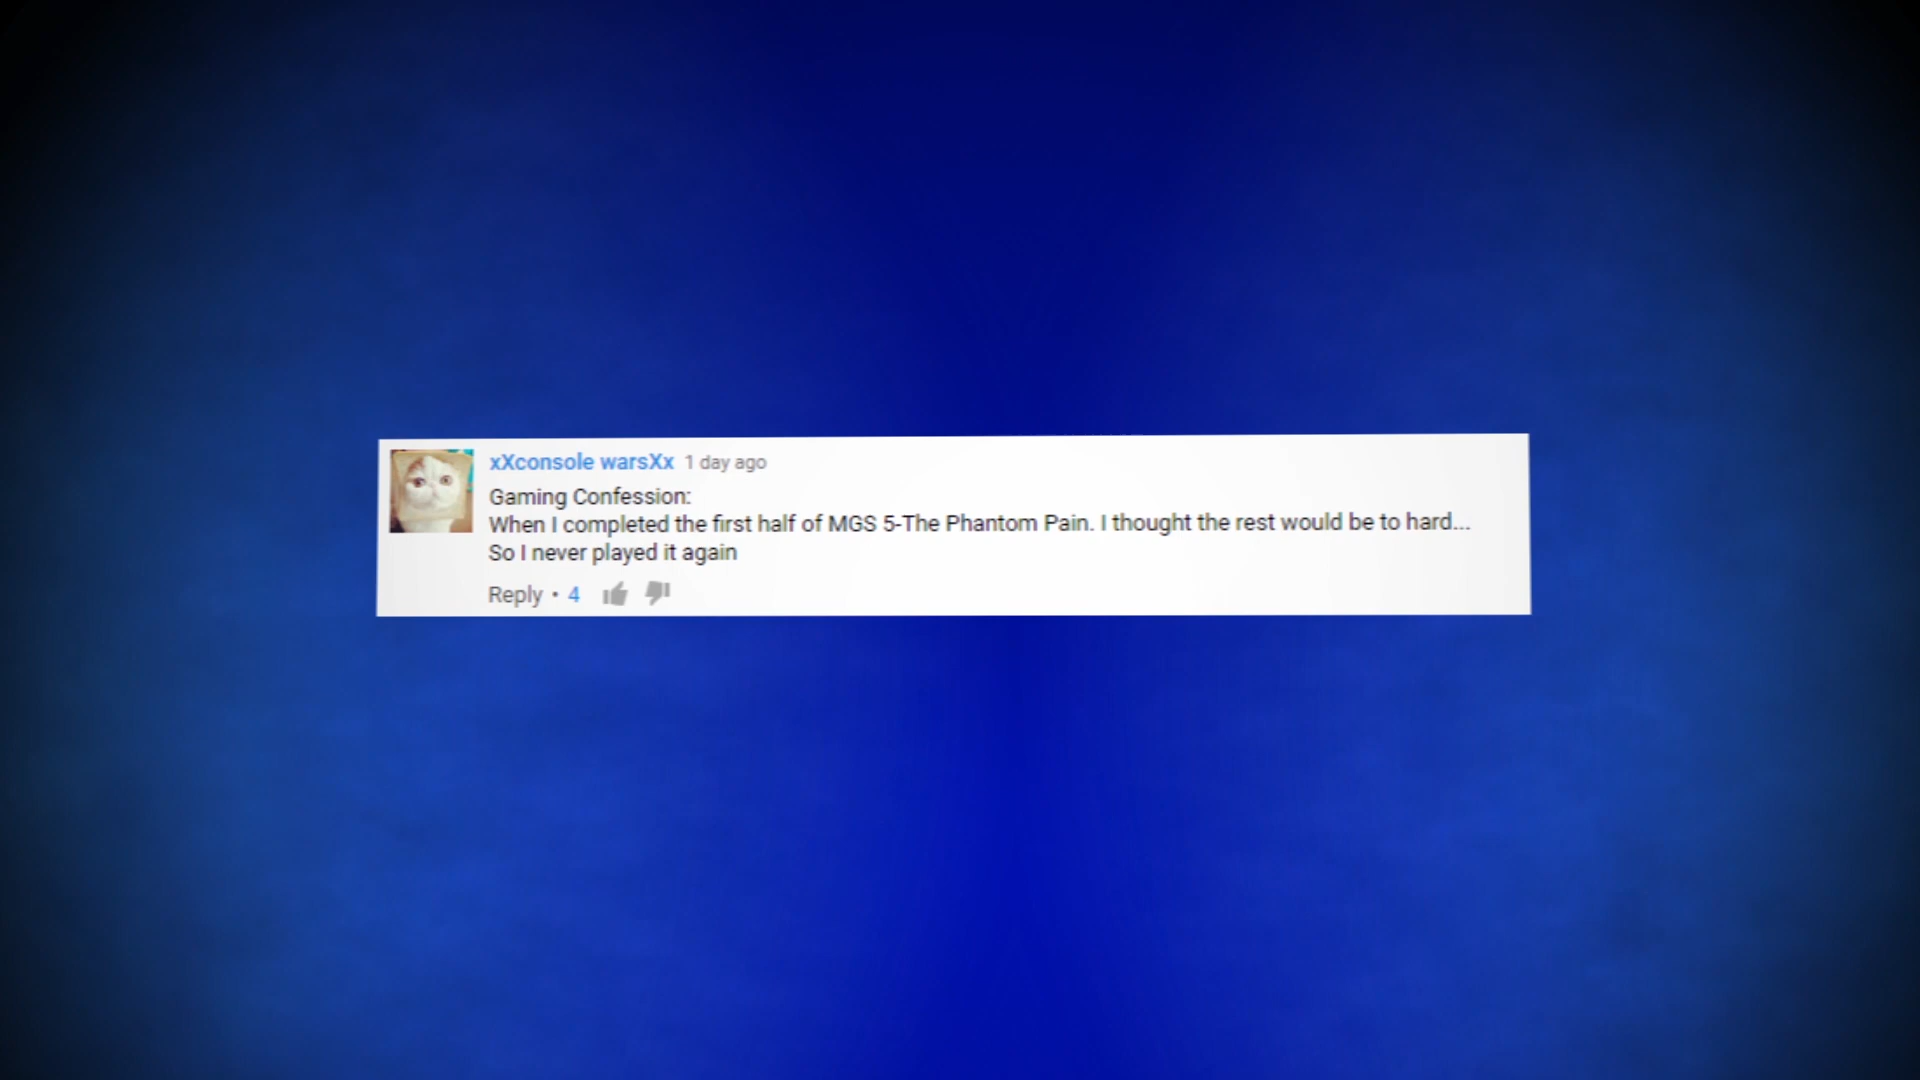 xXconsole warsXx 1 day ago
Gaming Confession:
When I completed the first half of MGS 5-The Phantom Pain. I thought the rest would be to hard...
So I never played it again
Reply • 4